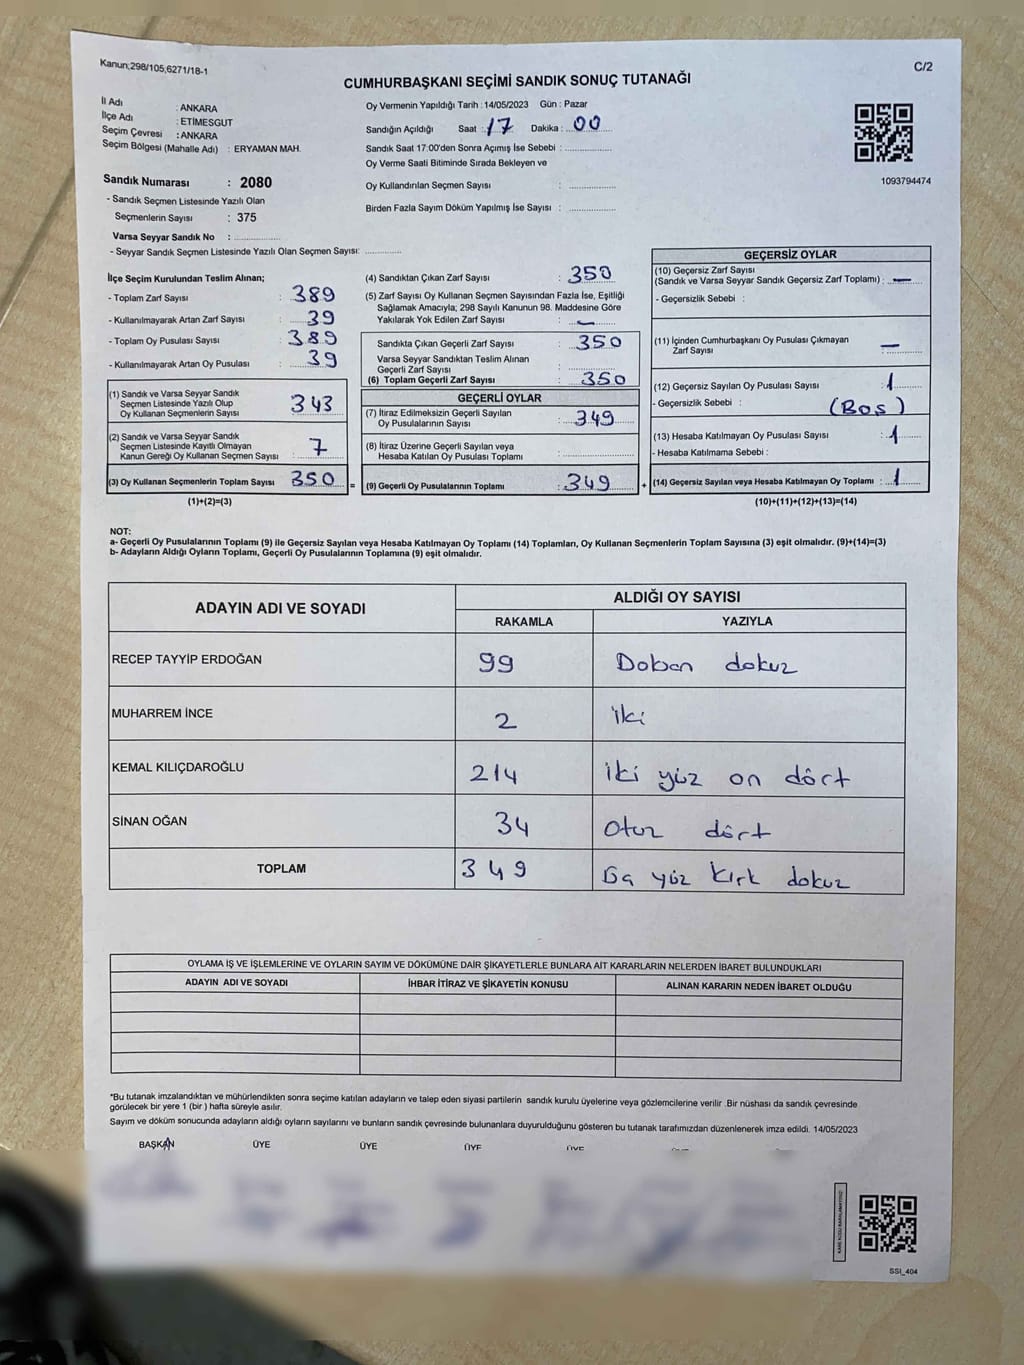 Kanun;298/105;6271/18-1
C/2
CUMHURBAŞKANI SEÇİMİ SANDIK SONUÇ TUTANAĞI
İl Adı : ANKARA
İlçe Adı : ETİMESGUT
Seçim Çevresi : ANKARA
Seçim Bölgesi (Mahalle Adı) : ERYAMAN MAH.
Oy Vermenin Yapıldığı Tarih : 14/05/2023 Gün : Pazar
Sandığın Açıldığı Saat : 17 Dakika : 00
Sandık Saat 17:00'den Sonra Açımış İse Sebebi :
Oy Verme Saati Bitiminde Sırada Bekleyen ve
Oy Kullandırılan Seçmen Sayısı :
Birden Fazla Sayım Döküm Yapılmış İse Sayısı :
1093794474
Sandık Numarası : 2080
- Sandık Seçmen Listesinde Yazılı Olan
Seçmenlerin Sayısı : 375
Varsa Seyyar Sandık No :
- Seyyar Sandık Seçmen Listesinde Yazılı Olan Seçmen Sayısı:
İlçe Seçim Kurulundan Teslim Alınan;
- Toplam Zarf Sayısı : 389
- Kullanılmayarak Artan Zarf Sayısı : 39
- Toplam Oy Pusulası Sayısı : 389
- Kullanılmayarak Artan Oy Pusulası : 39
(1) Sandık ve Varsa Seyyar Sandık
Seçmen Listesinde Yazılı Olup
Oy Kullanan Seçmenlerin Sayısı 343
(2) Sandık ve Varsa Seyyar Sandık
Seçmen Listesinde Kayıtlı Olmayan
Kanun Gereği Oy Kullanan Seçmen Sayısı : 7
(3) Oy Kullanan Seçmenlerin Toplam Sayısı 350 =
(1)+(2)=(3)
(4) Sandıktan Çıkan Zarf Sayısı : 350
(5) Zarf Sayısı Oy Kullanan Seçmen Sayısından Fazla İse, Eşitliği
Sağlamak Amacıyla; 298 Sayılı Kanunun 98. Maddesine Göre
Yakılarak Yok Edilen Zarf Sayısı : —
Sandıkta Çıkan Geçerli Zarf Sayısı : 350
Varsa Seyyar Sandıktan Teslim Alınan
Geçerli Zarf Sayısı :
(6) Toplam Geçerli Zarf Sayısı : 350
GEÇERLİ OYLAR
(7) İtiraz Edilmeksizin Geçerli Sayılan
Oy Pusulalarının Sayısı : 349
(8) İtiraz Üzerine Geçerli Sayılan veya
Hesaba Katılan Oy Pusulası Toplamı :
(9) Geçerli Oy Pusulalarının Toplamı : 349 +
GEÇERSİZ OYLAR
(10) Geçersiz Zarf Sayısı
(Sandık ve Varsa Seyyar Sandık Geçersiz Zarf Toplamı) : —
- Geçersizlik Sebebi :
(11) İçinden Cumhurbaşkanı Oy Pusulası Çıkmayan
Zarf Sayısı : —
(12) Geçersiz Sayılan Oy Pusulası Sayısı : 1
- Geçersizlik Sebebi : (Boş)
(13) Hesaba Katılmayan Oy Pusulası Sayısı : 1
- Hesaba Katılmama Sebebi :
(14) Geçersiz Sayılan veya Hesaba Katılmayan Oy Toplamı : 1
(10)+(11)+(12)+(13)=(14)
NOT:
a- Geçerli Oy Pusulalarının Toplamı (9) ile Geçersiz Sayılan veya Hesaba Katılmayan Oy Toplamı (14) Toplamları, Oy Kullanan Seçmenlerin Toplam Sayısına (3) eşit olmalıdır. (9)+(14)=(3)
b- Adayların Aldığı Oyların Toplamı, Geçerli Oy Pusulalarının Toplamına (9) eşit olmalıdır.
ADAYIN ADI VE SOYADI ALDIĞI OY SAYISI
RAKAMLA YAZIYLA
RECEP TAYYİP ERDOĞAN 99 Doksan dokuz
MUHARREM İNCE 2 iki
KEMAL KILIÇDAROĞLU 214 iki yüz on dört
SİNAN OĞAN 34 Otuz dört
TOPLAM 349 Üç yüz kırk dokuz
OYLAMA İŞ VE İŞLEMLERİNE VE OYLARIN SAYIM VE DÖKÜMÜNE DAİR ŞİKAYETLERLE BUNLARA AİT KARARLARIN NELERDEN İBARET BULUNDUKLARI
ADAYIN ADI VE SOYADI İHBAR İTİRAZ VE ŞİKAYETİN KONUSU ALINAN KARARIN NEDEN İBARET OLDUĞU
*Bu tutanak imzalandıktan ve mühürlendikten sonra seçime katılan adayların ve talep eden siyasi partilerin sandık kurulu üyelerine veya gözlemcilerine verilir .Bir nüshası da sandık çevresinde
görülecek bir yere 1 (bir ) hafta süreyle asılır.
Sayım ve döküm sonucunda adayların aldığı oyların sayılarını ve bunların sandık çevresinde bulunanlara duyurulduğunu gösteren bu tutanak tarafımızdan düzenlenerek imza edildi. 14/05/2023
BAŞKAN ÜYE ÜYE ÜYE ÜYE
SSI_404